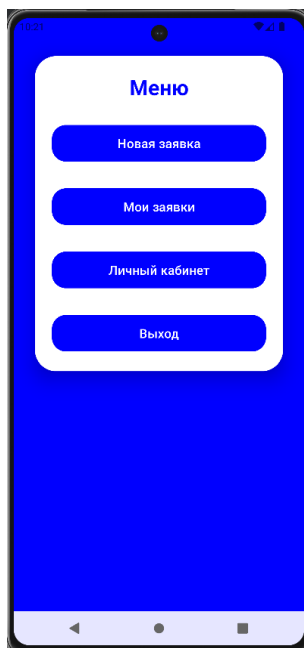 Меню
Новая заявка
Мои заявки
Личный кабинет
Выход